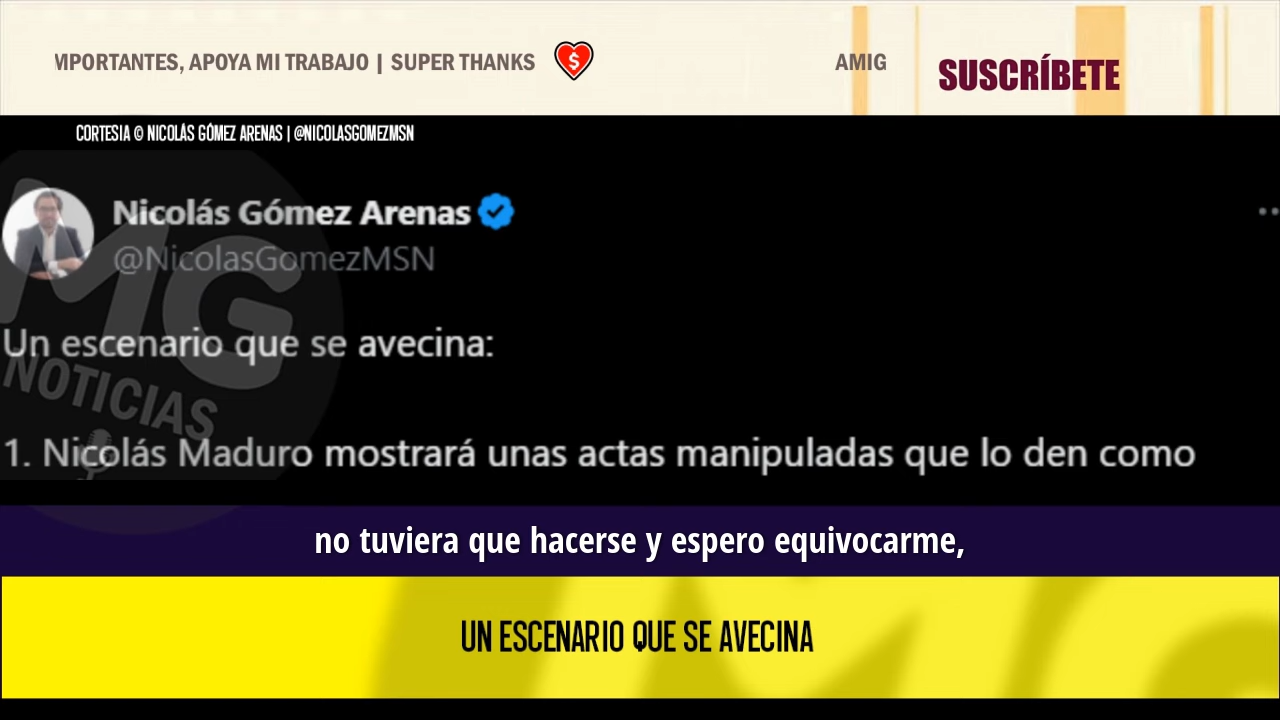 MPORTANTES, APOYA MI TRABAJO | SUPER THANKS
AMIG
SUSCRÍBETE
CORTESIA © NICOLÁS GÓMEZ ARENAS | @NICOLASGOMEZMSN
Nicolás Gómez Arenas
@NicolasGomezMSN
MG
NOTICIAS
Un escenario que se avecina:
1. Nicolás Maduro mostrará unas actas manipuladas que lo den como
no tuviera que hacerse y espero equivocarme,
UN ESCENARIO QUE SE AVECINA